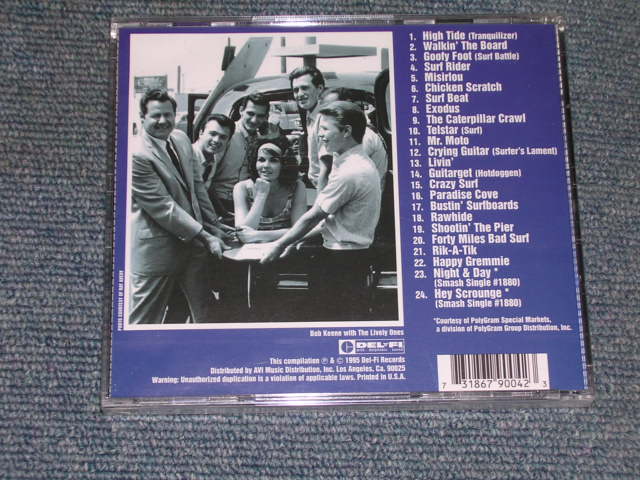 1. High Tide (Tranquilizer)
2. Walkin' The Board
3. Goofy Foot (Surf Battle)
4. Surf Rider
5. Misirlou
6. Chicken Scratch
7. Surf Beat
8. Exodus
9. The Caterpillar Crawl
10. Telstar (Surf)
11. Mr. Moto
12. Crying Guitar (Surfer's Lament)
13. Livin'
14. Guitarget (Hotdoggen)
15. Crazy Surf
16. Paradise Cove
17. Bustin' Surfboards
18. Rawhide
19. Shootin' The Pier
20. Forty Miles Bad Surf
21. Rik-A-Tik
22. Happy Gremmie
23. Night & Day *
(Smash Single #1880)
24. Hey Scrounge *
(Smash Single #1880)
*Courtesy of PolyGram Special Markets,
a division of PolyGram Group Distribution, Inc.
Bob Keene with The Lively Ones
DEL-FI
This compilation ℗ & © 1995 Del-Fi Records
Distributed by AVI Music Distribution, Inc. Los Angeles, Ca. 90025
Warning: Unauthorized duplication is a violation of applicable laws. Printed in U.S.A.
7 31867 90042 3